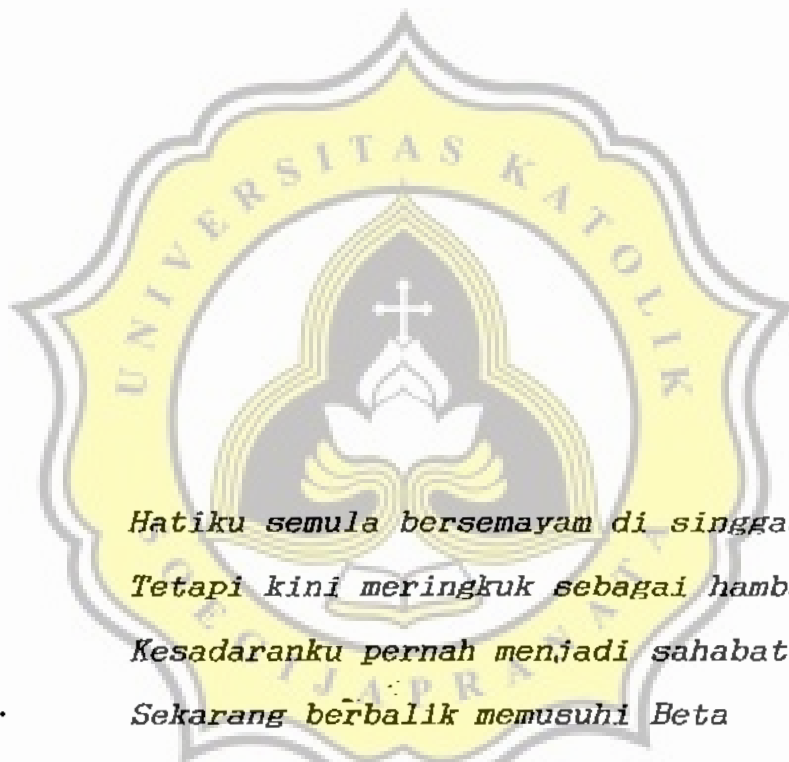 UNIVERSITAS KATOLIK
Hatiku semula bersemayam di
Tetapi kini meringkuk sebagai
Kesadaranku pernah menjadi sahabat
SOEGIJAPRANATA
Sekarang berbalik memusuhi Beta